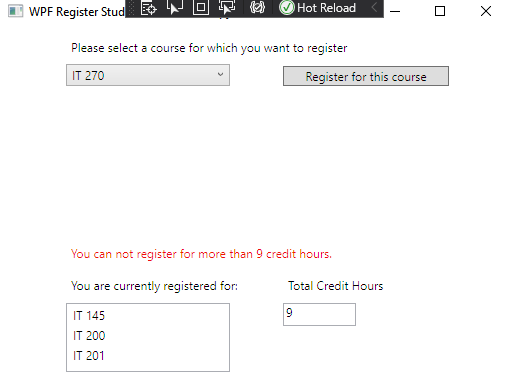 WPF Register Stud
Hot Reload
Please select a course for which you want to register
IT 270
Register for this course
You can not register for more than 9 credit hours.
You are currently registered for:
Total Credit Hours
IT 145
9
IT 200
IT 201